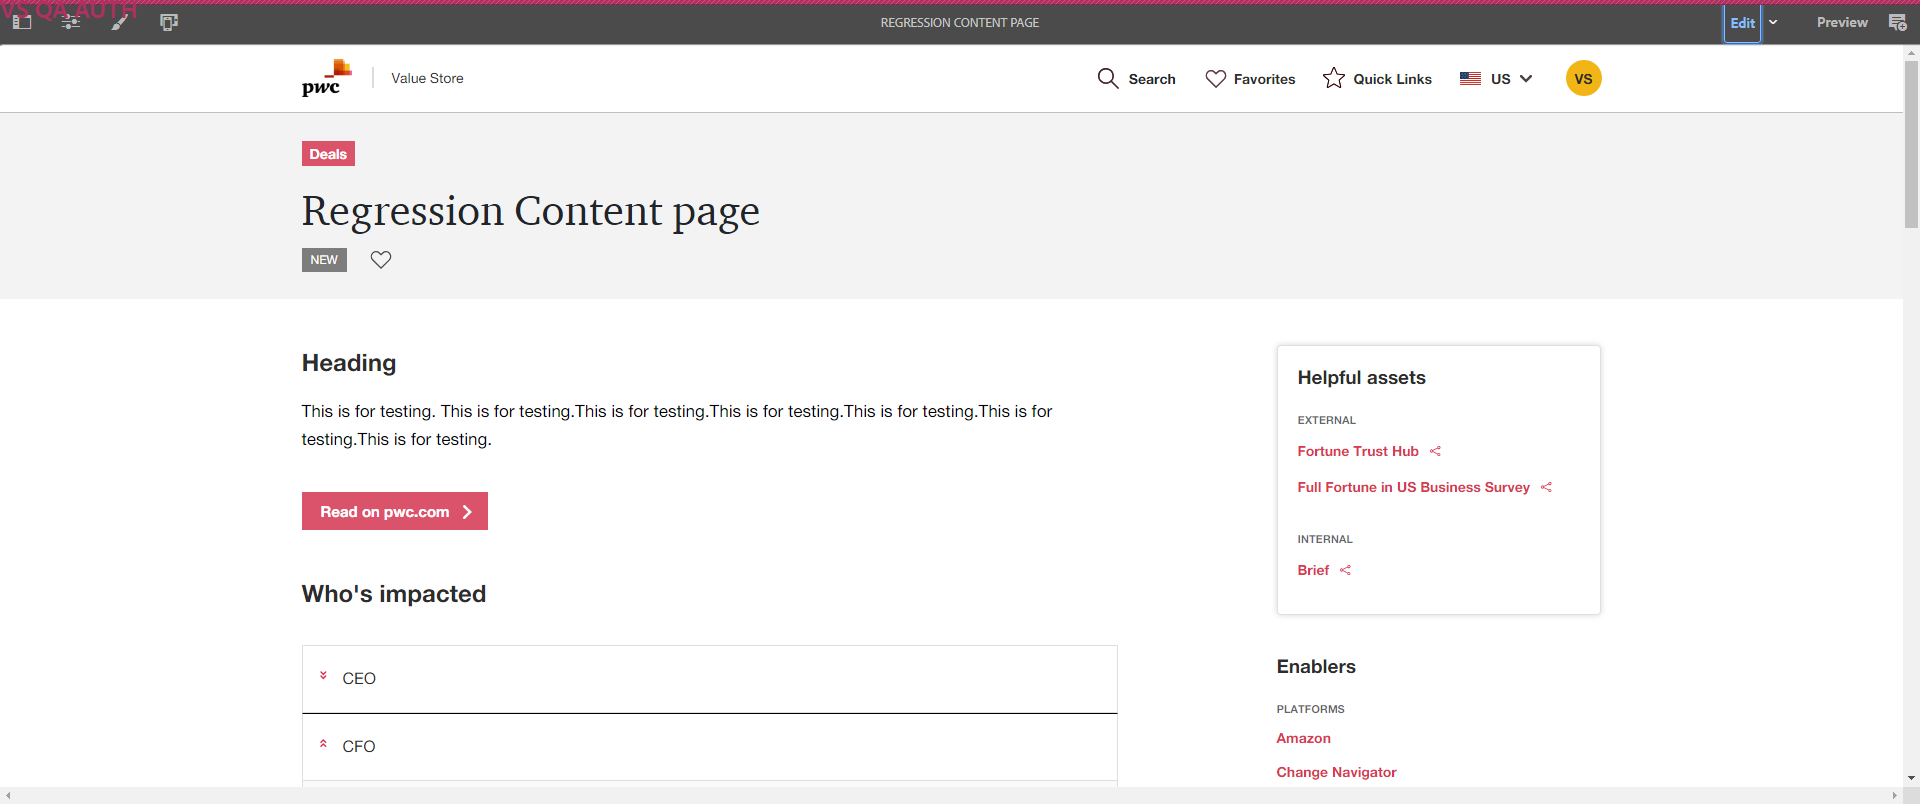 VS QA AUTH
REGRESSION CONTENT PAGE
Edit
Preview
pwc
Value Store
Search
Favorites
Quick Links
US
VS
Deals
Regression Content page
NEW
Heading
This is for testing. This is for testing.This is for testing.This is for testing.This is for testing.This is for
testing.This is for testing.
Read on pwc.com
Who's impacted
CEO
CFO
Helpful assets
EXTERNAL
Fortune Trust Hub
Full Fortune in US Business Survey
INTERNAL
Brief
Enablers
PLATFORMS
Amazon
Change Navigator